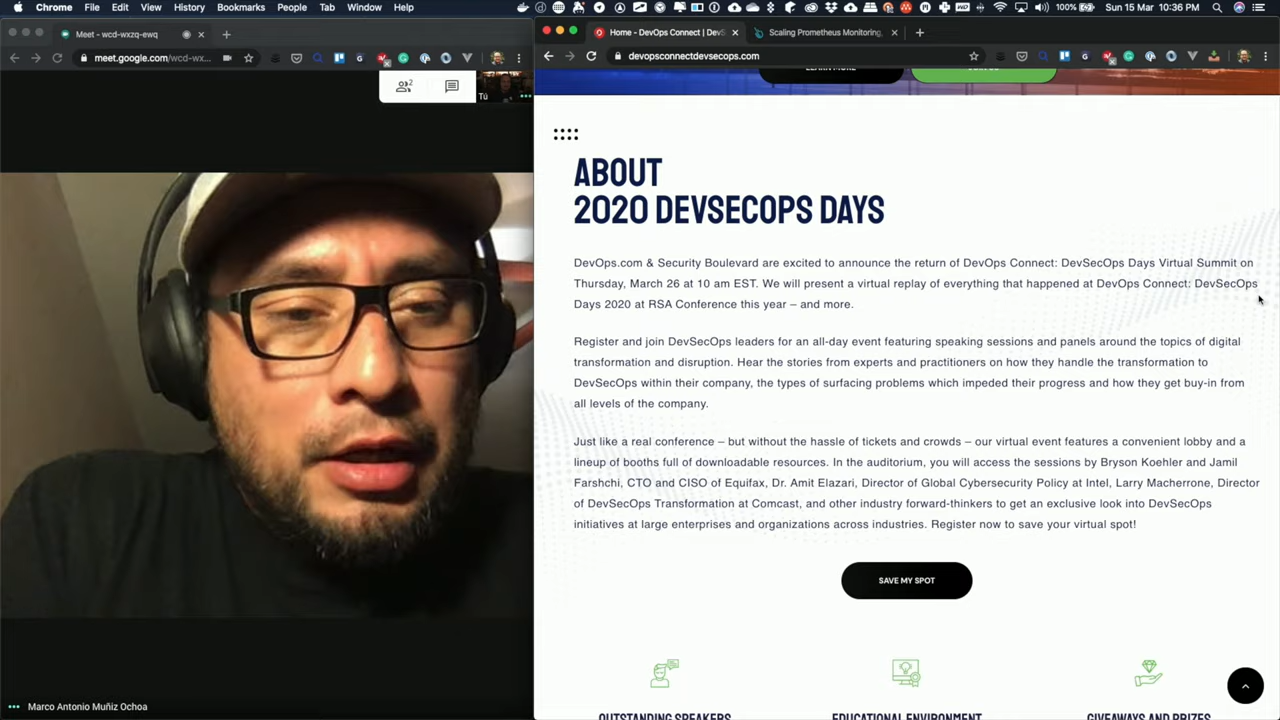 Chrome File Edit View History Bookmarks People Tab Window Help
100% Sun 15 Mar 10:36 PM
Meet - wcd-wxzq-ewq
Home - DevOps Connect | Dev
Scaling Prometheus Monitoring,
meet.google.com/wcd-wx...
devopsconnectdevsecops.com
2
Tú
LEARN MORE
ABOUT
2020 DEVSECOPS DAYS
DevOps.com & Security Boulevard are excited to announce the return of DevOps Connect: DevSecOps Days Virtual Summit on
Thursday, March 26 at 10 am EST. We will present a virtual replay of everything that happened at DevOps Connect: DevSecOps
Days 2020 at RSA Conference this year – and more.
Register and join DevSecOps leaders for an all-day event featuring speaking sessions and panels around the topics of digital
transformation and disruption. Hear the stories from experts and practitioners on how they handle the transformation to
DevSecOps within their company, the types of surfacing problems which impeded their progress and how they get buy-in from
all levels of the company.
Just like a real conference – but without the hassle of tickets and crowds – our virtual event features a convenient lobby and a
lineup of booths full of downloadable resources. In the auditorium, you will access the sessions by Bryson Koehler and Jamil
Farshchi, CTO and CISO of Equifax, Dr. Amit Elazari, Director of Global Cybersecurity Policy at Intel, Larry Macherrone, Director
of DevSecOps Transformation at Comcast, and other industry forward-thinkers to get an exclusive look into DevSecOps
initiatives at large enterprises and organizations across industries. Register now to save your virtual spot!
SAVE MY SPOT
OUTSTANDING SPEAKERS
EDUCATIONAL ENVIRONMENT
GIVEAWAYS AND PRIZES
Marco Antonio Muñiz Ochoa